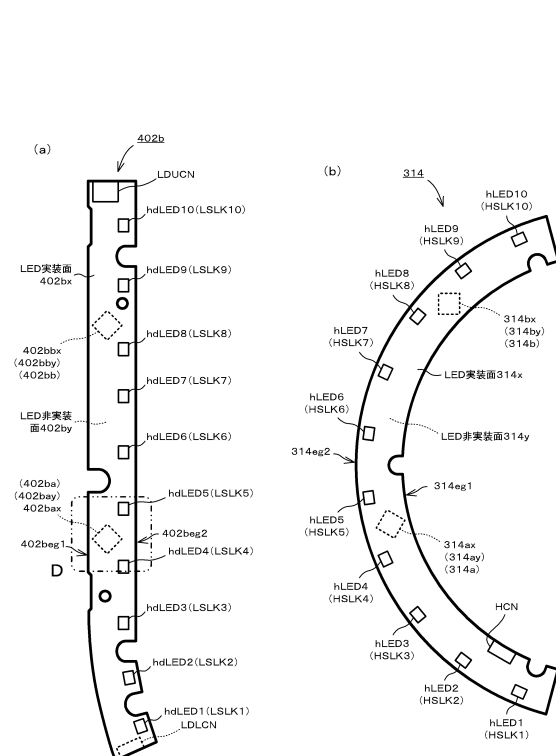 (a)
402b
LDUCN
hdLED10(LSLK10)
LED実装面
402bx
hdLED9(LSLK9)
402bbx
(402bby)
(402bb)
hdLED8(LSLK8)
hdLED7(LSLK7)
LED非実装
面402by
hdLED6(LSLK6)
(402ba)
(402bay)
402bax
hdLED5(LSLK5)
402beg1
402beg2
hdLED4(LSLK4)
D
hdLED3(LSLK3)
hdLED2(LSLK2)
hdLED1(LSLK1)
LDLCN
(b)
314
hLED10
(HSLK10)
hLED9
(HSLK9)
hLED8
(HSLK8)
314bx
(314by)
(314b)
hLED7
(HSLK7)
LED実装面314x
hLED6
(HSLK6)
LED非実装面314y
314eg2
314eg1
hLED5
(HSLK5)
314ax
(314ay)
(314a)
hLED4
(HSLK4)
HCN
hLED3
(HSLK3)
hLED2
(HSLK2)
hLED1
(HSLK1)